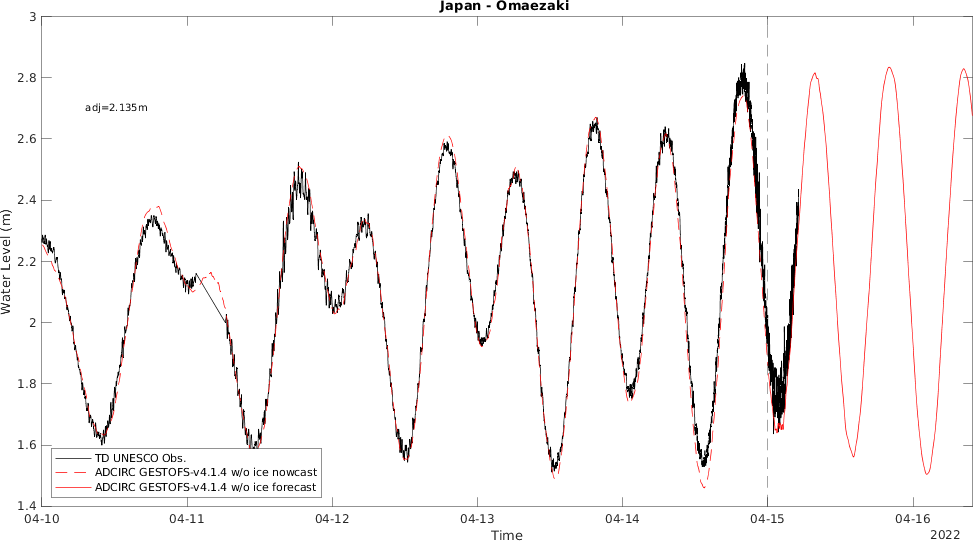 Japan - Omaezaki
3
2.8
2.6
2.4
2.2
2
1.8
1.6
1.4
Water Level (m)
adj=2.135m
TD UNESCO Obs.
ADCIRC GESTOFS-v4.1.4 w/o ice nowcast
ADCIRC GESTOFS-v4.1.4 w/o ice forecast
04-10 04-11 04-12 04-13 04-14 04-15 04-16
Time
2022